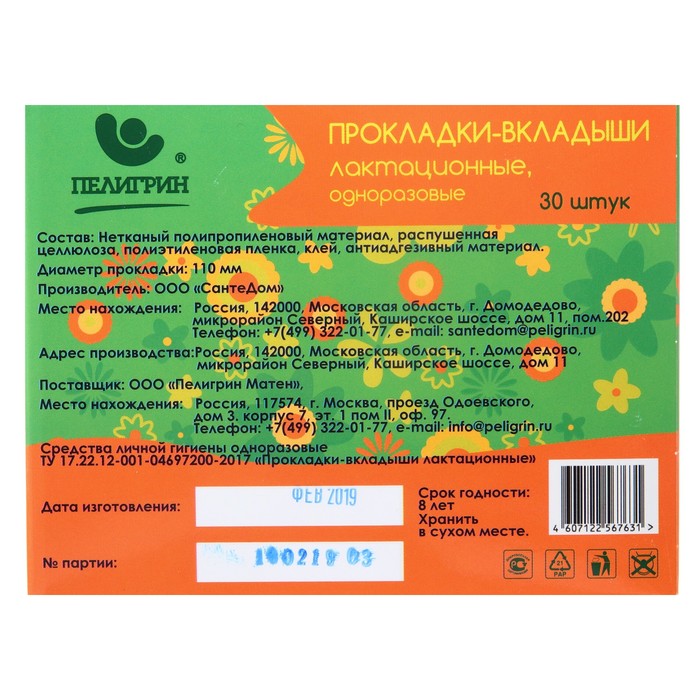 ПЕЛИГРИН ®
ПРОКЛАДКИ-ВКЛАДЫШИ
лактационные,
одноразовые
30 штук
Состав: Нетканый полипропиленовый материал, распушенная
целлюлоза, полиэтиленовая пленка, клей, антиадгезивный материал.
Диаметр прокладки: 110 мм
Производитель: ООО «СантеДом»
Место нахождения: Россия, 142000, Московская область, г. Домодедово,
микрорайон Северный, Каширское шоссе, дом 11, пом.202
Телефон: +7(499) 322-01-77, e-mail: santedom@peligrin.ru
Адрес производства: Россия, 142000, Московская область, г. Домодедово,
микрорайон Северный, Каширское шоссе, дом 11
Поставщик: ООО «Пелигрин Матен»,
Место нахождения: Россия, 117574, г. Москва, проезд Одоевского,
дом 3. корпус 7, эт. 1 пом II, оф. 97.
Телефон: +7(499) 322-01-77, e-mail: info@peligrin.ru
Средства личной гигиены одноразовые
ТУ 17.22.12-001-04697200-2017 «Прокладки-вкладыши лактационные»
Дата изготовления: ФЕВ 2019
№ партии: 100219 03
Срок годности:
8 лет
Хранить
в сухом месте.
4 607122 567631 >
21
PAP